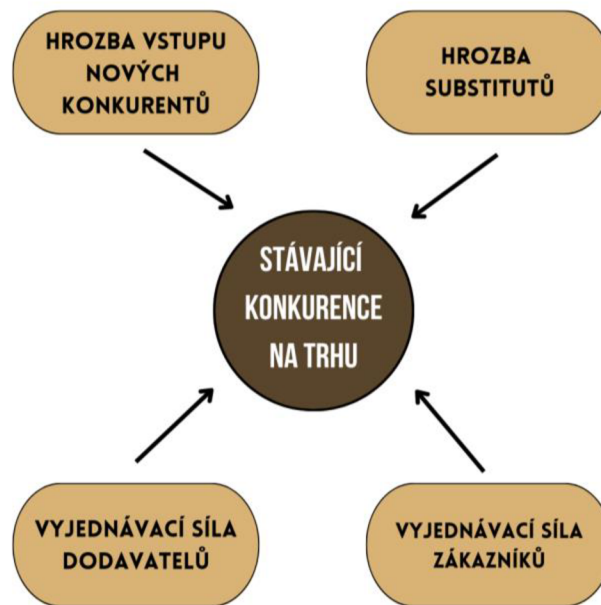 HROZBA VSTUPU
NOVÝCH
KONKURENTŮ
HROZBA
SUBSTITUTŮ
STÁVAJÍCÍ
KONKURENCE
NA TRHU
VYJEDNÁVACÍ SÍLA
DODAVATELŮ
VYJEDNÁVACÍ SÍLA
ZÁKAZNÍKŮ